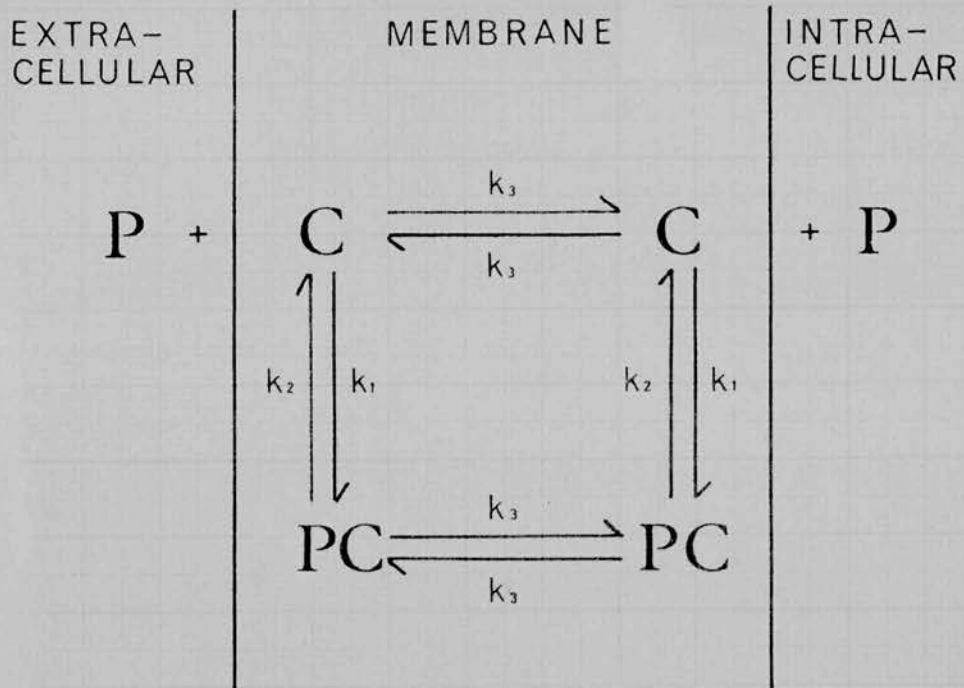 EXTRA-
CELLULAR
MEMBRANE
INTRA-
CELLULAR
k₃
P + C C + P
k₃
k₂ k₁ k₂ k₁
k₃
PC PC
k₃